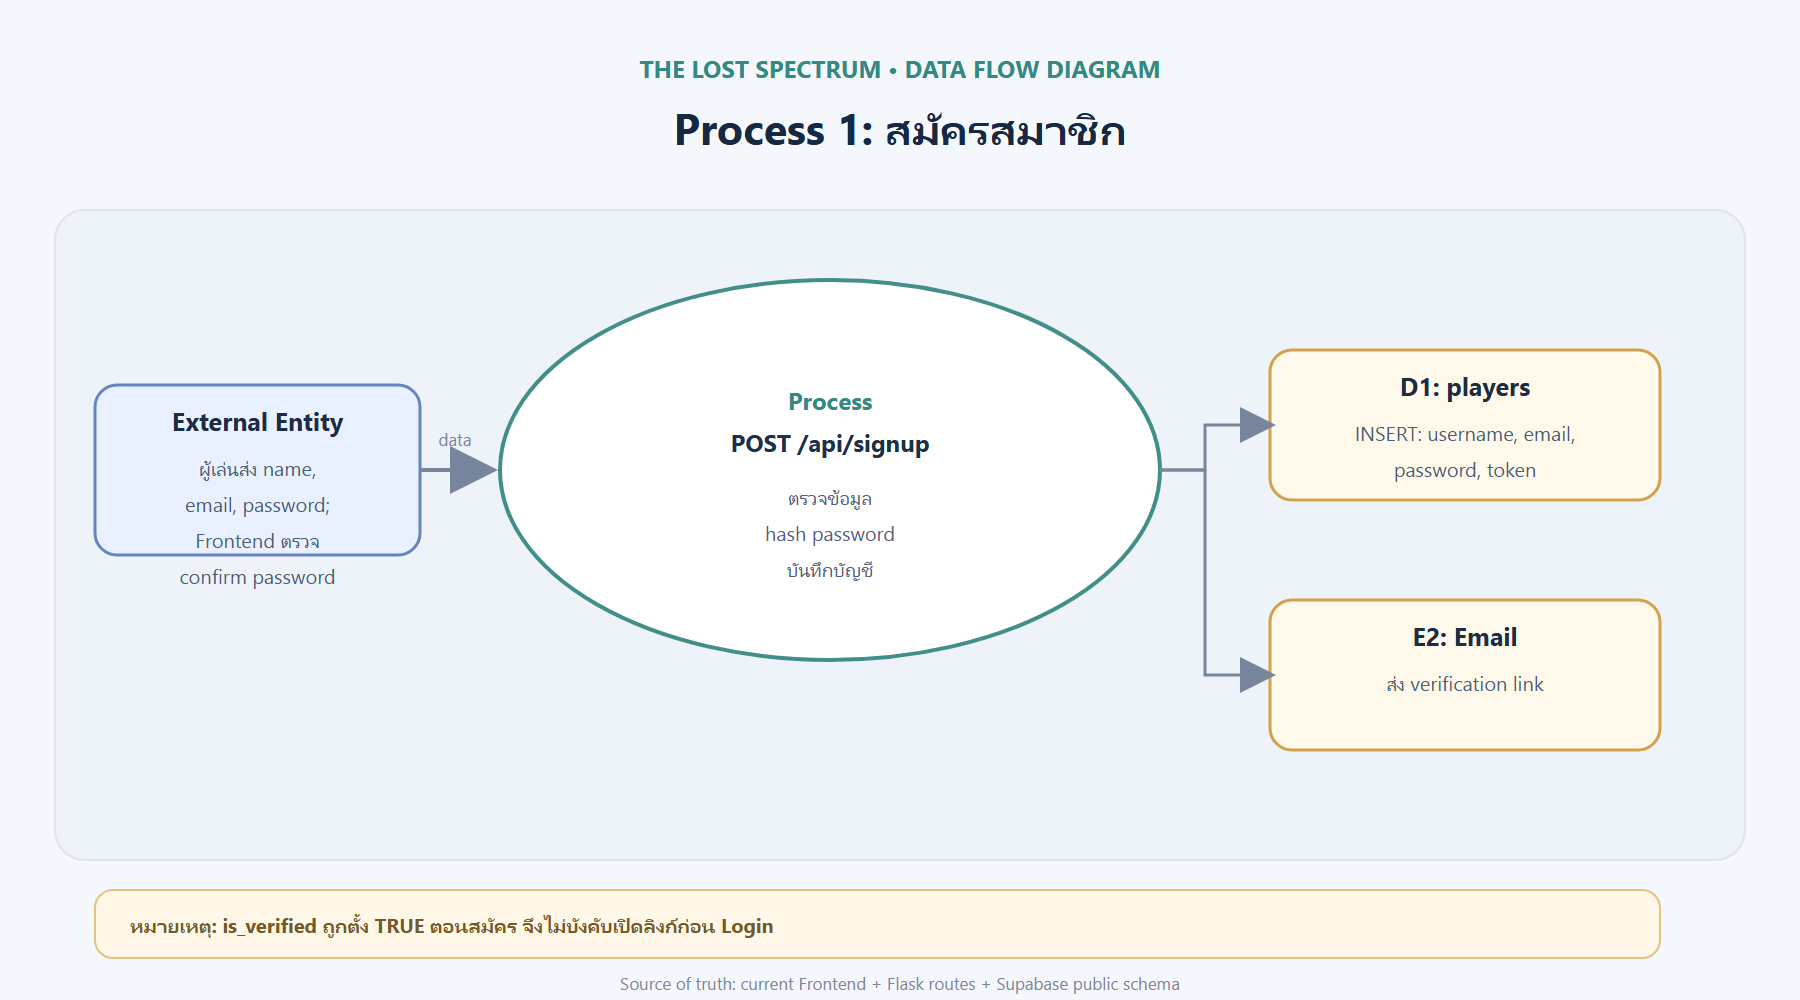 THE LOST SPECTRUM • DATA FLOW DIAGRAM
Process 1: สมัครสมาชิก
External Entity
ผู้เล่นส่ง name,
email, password;
Frontend ตรวจ
confirm password
data
Process
POST /api/signup
ตรวจข้อมูล
hash password
บันทึกบัญชี
D1: players
INSERT: username, email,
password, token
E2: Email
ส่ง verification link
หมายเหตุ: is_verified ถูกตั้ง TRUE ตอนสมัคร จึงไม่บังคับเปิดลิงก์ก่อน Login
Source of truth: current Frontend + Flask routes + Supabase public schema